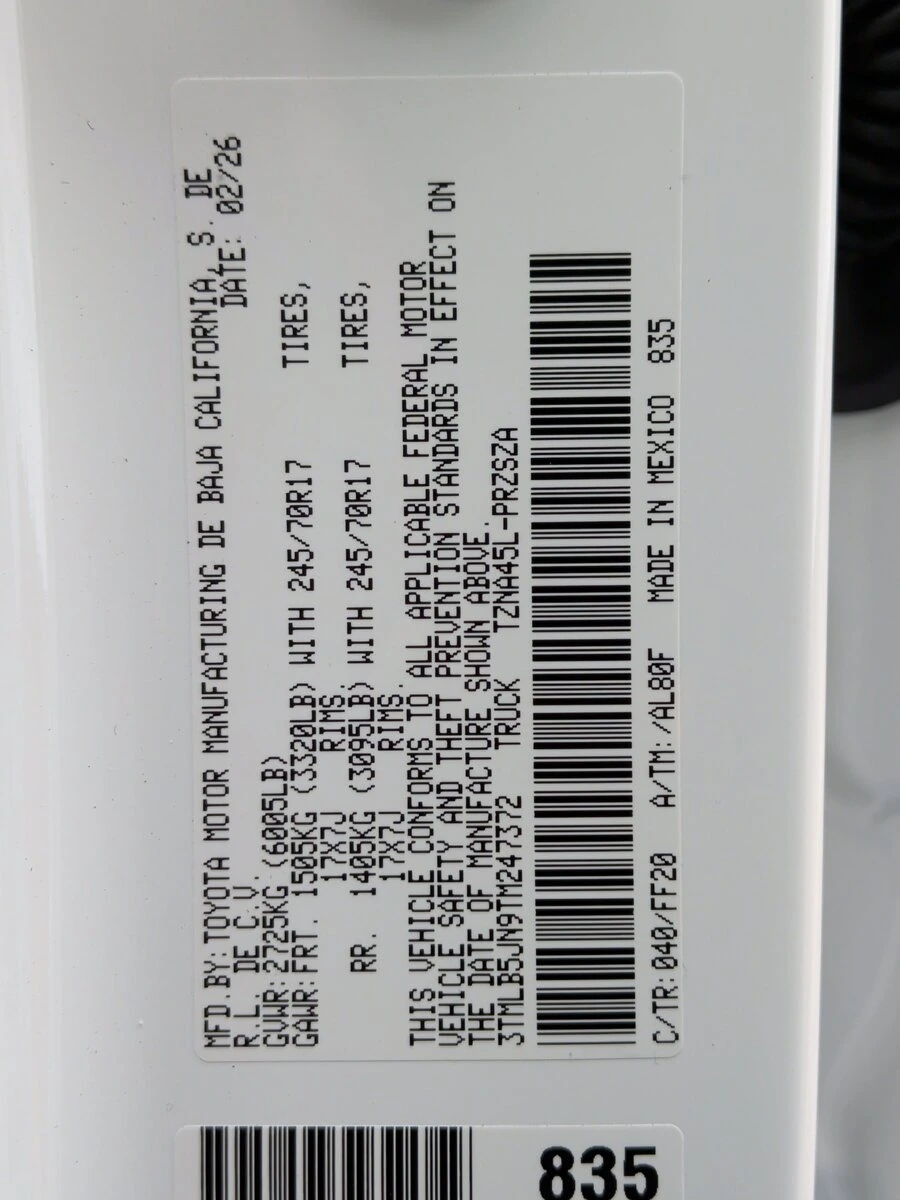 MFD.BY:TOYOTA MOTOR MANUFACTURING DE BAJA CALIFORNIA, S. DE
R.L. DE C.V. DATE: 02/26
GVWR:2725KG (6005LB)
GAWR:FRT. 1505KG (3320LB) WITH 245/70R17 TIRES,
17X7J RIMS,
RR. 1405KG (3095LB) WITH 245/70R17 TIRES,
17X7J RIMS.
THIS VEHICLE CONFORMS TO ALL APPLICABLE FEDERAL MOTOR
VEHICLE SAFETY AND THEFT PREVENTION STANDARDS IN EFFECT ON
THE DATE OF MANUFACTURE SHOWN ABOVE.
3TMLB5JN9TM247372 TRUCK TZNA45L-PRZSZA
C/TR:040/FF20 A/TM:/AL80F MADE IN MEXICO 835
835